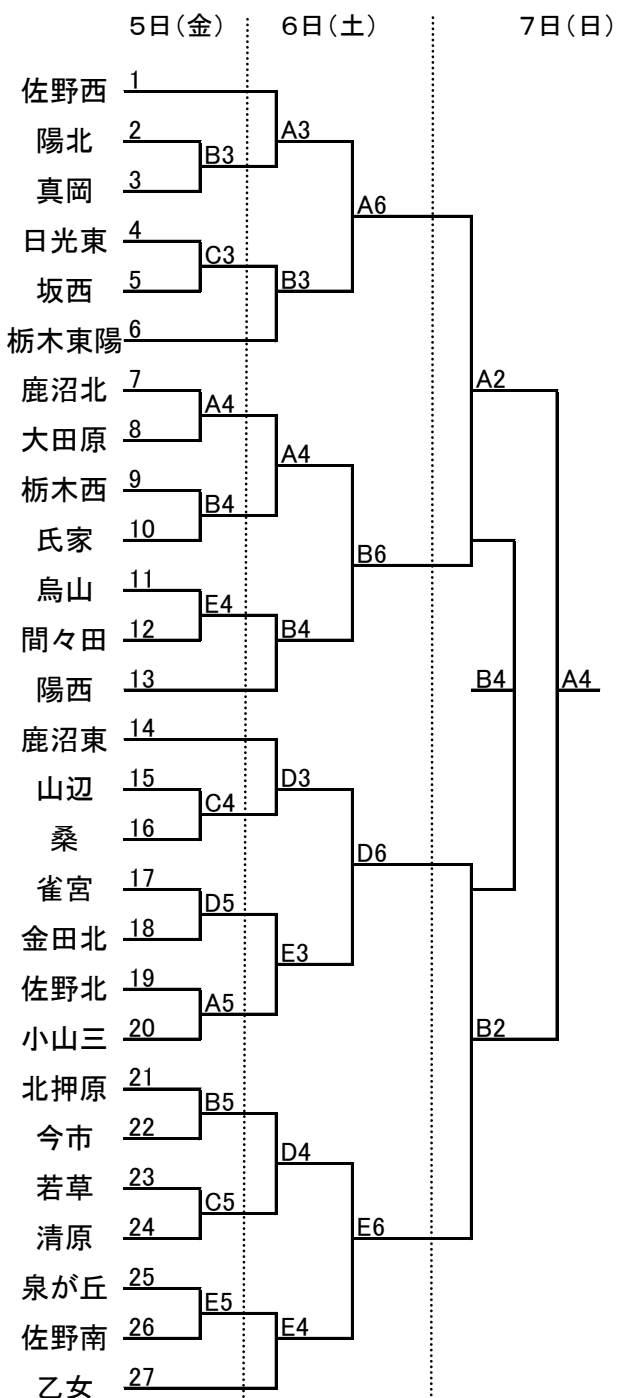 5日(金) 6日(土) 7日(日)
佐野西 1
A3
陽北 2
B3
真岡 3
A6
日光東 4
C3
坂西 5
B3
栃木東陽 6
鹿沼北 7
A2
A4
大田原 8
A4
栃木西 9
B4
氏家 10
B6
烏山 11
E4
間々田 12
B4
陽西 13
B4 A4
鹿沼東 14
山辺 15
D3
C4
桑 16
D6
雀宮 17
D5
金田北 18
E3
佐野北 19
A5
小山三 20
B2
北押原 21
B5
今市 22
D4
若草 23
C5
清原 24
E6
泉が丘 25
E5
佐野南 26
E4
乙女 27